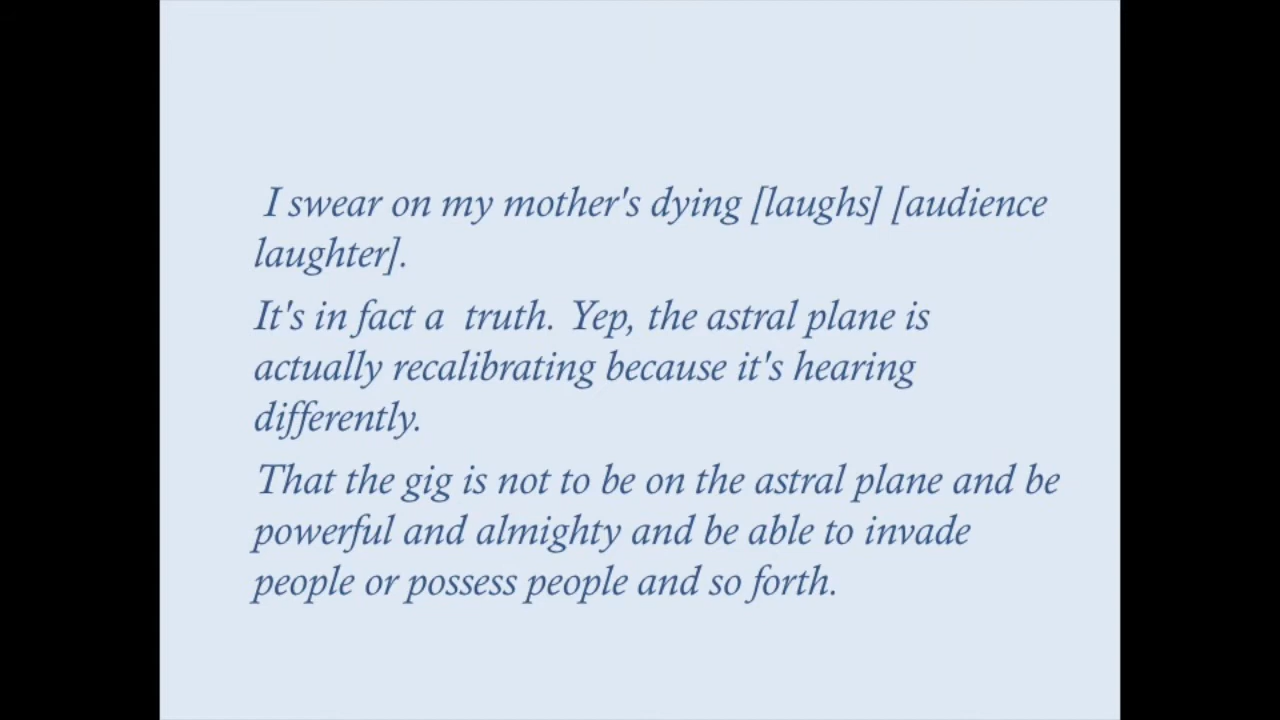 I swear on my mother's dying [laughs] [audience
laughter].
It's in fact a  truth.  Yep, the astral plane is
actually recalibrating because it's hearing
differently.
That the gig is not to be on the astral plane and be
powerful and almighty and be able to invade
people or possess people and so forth.